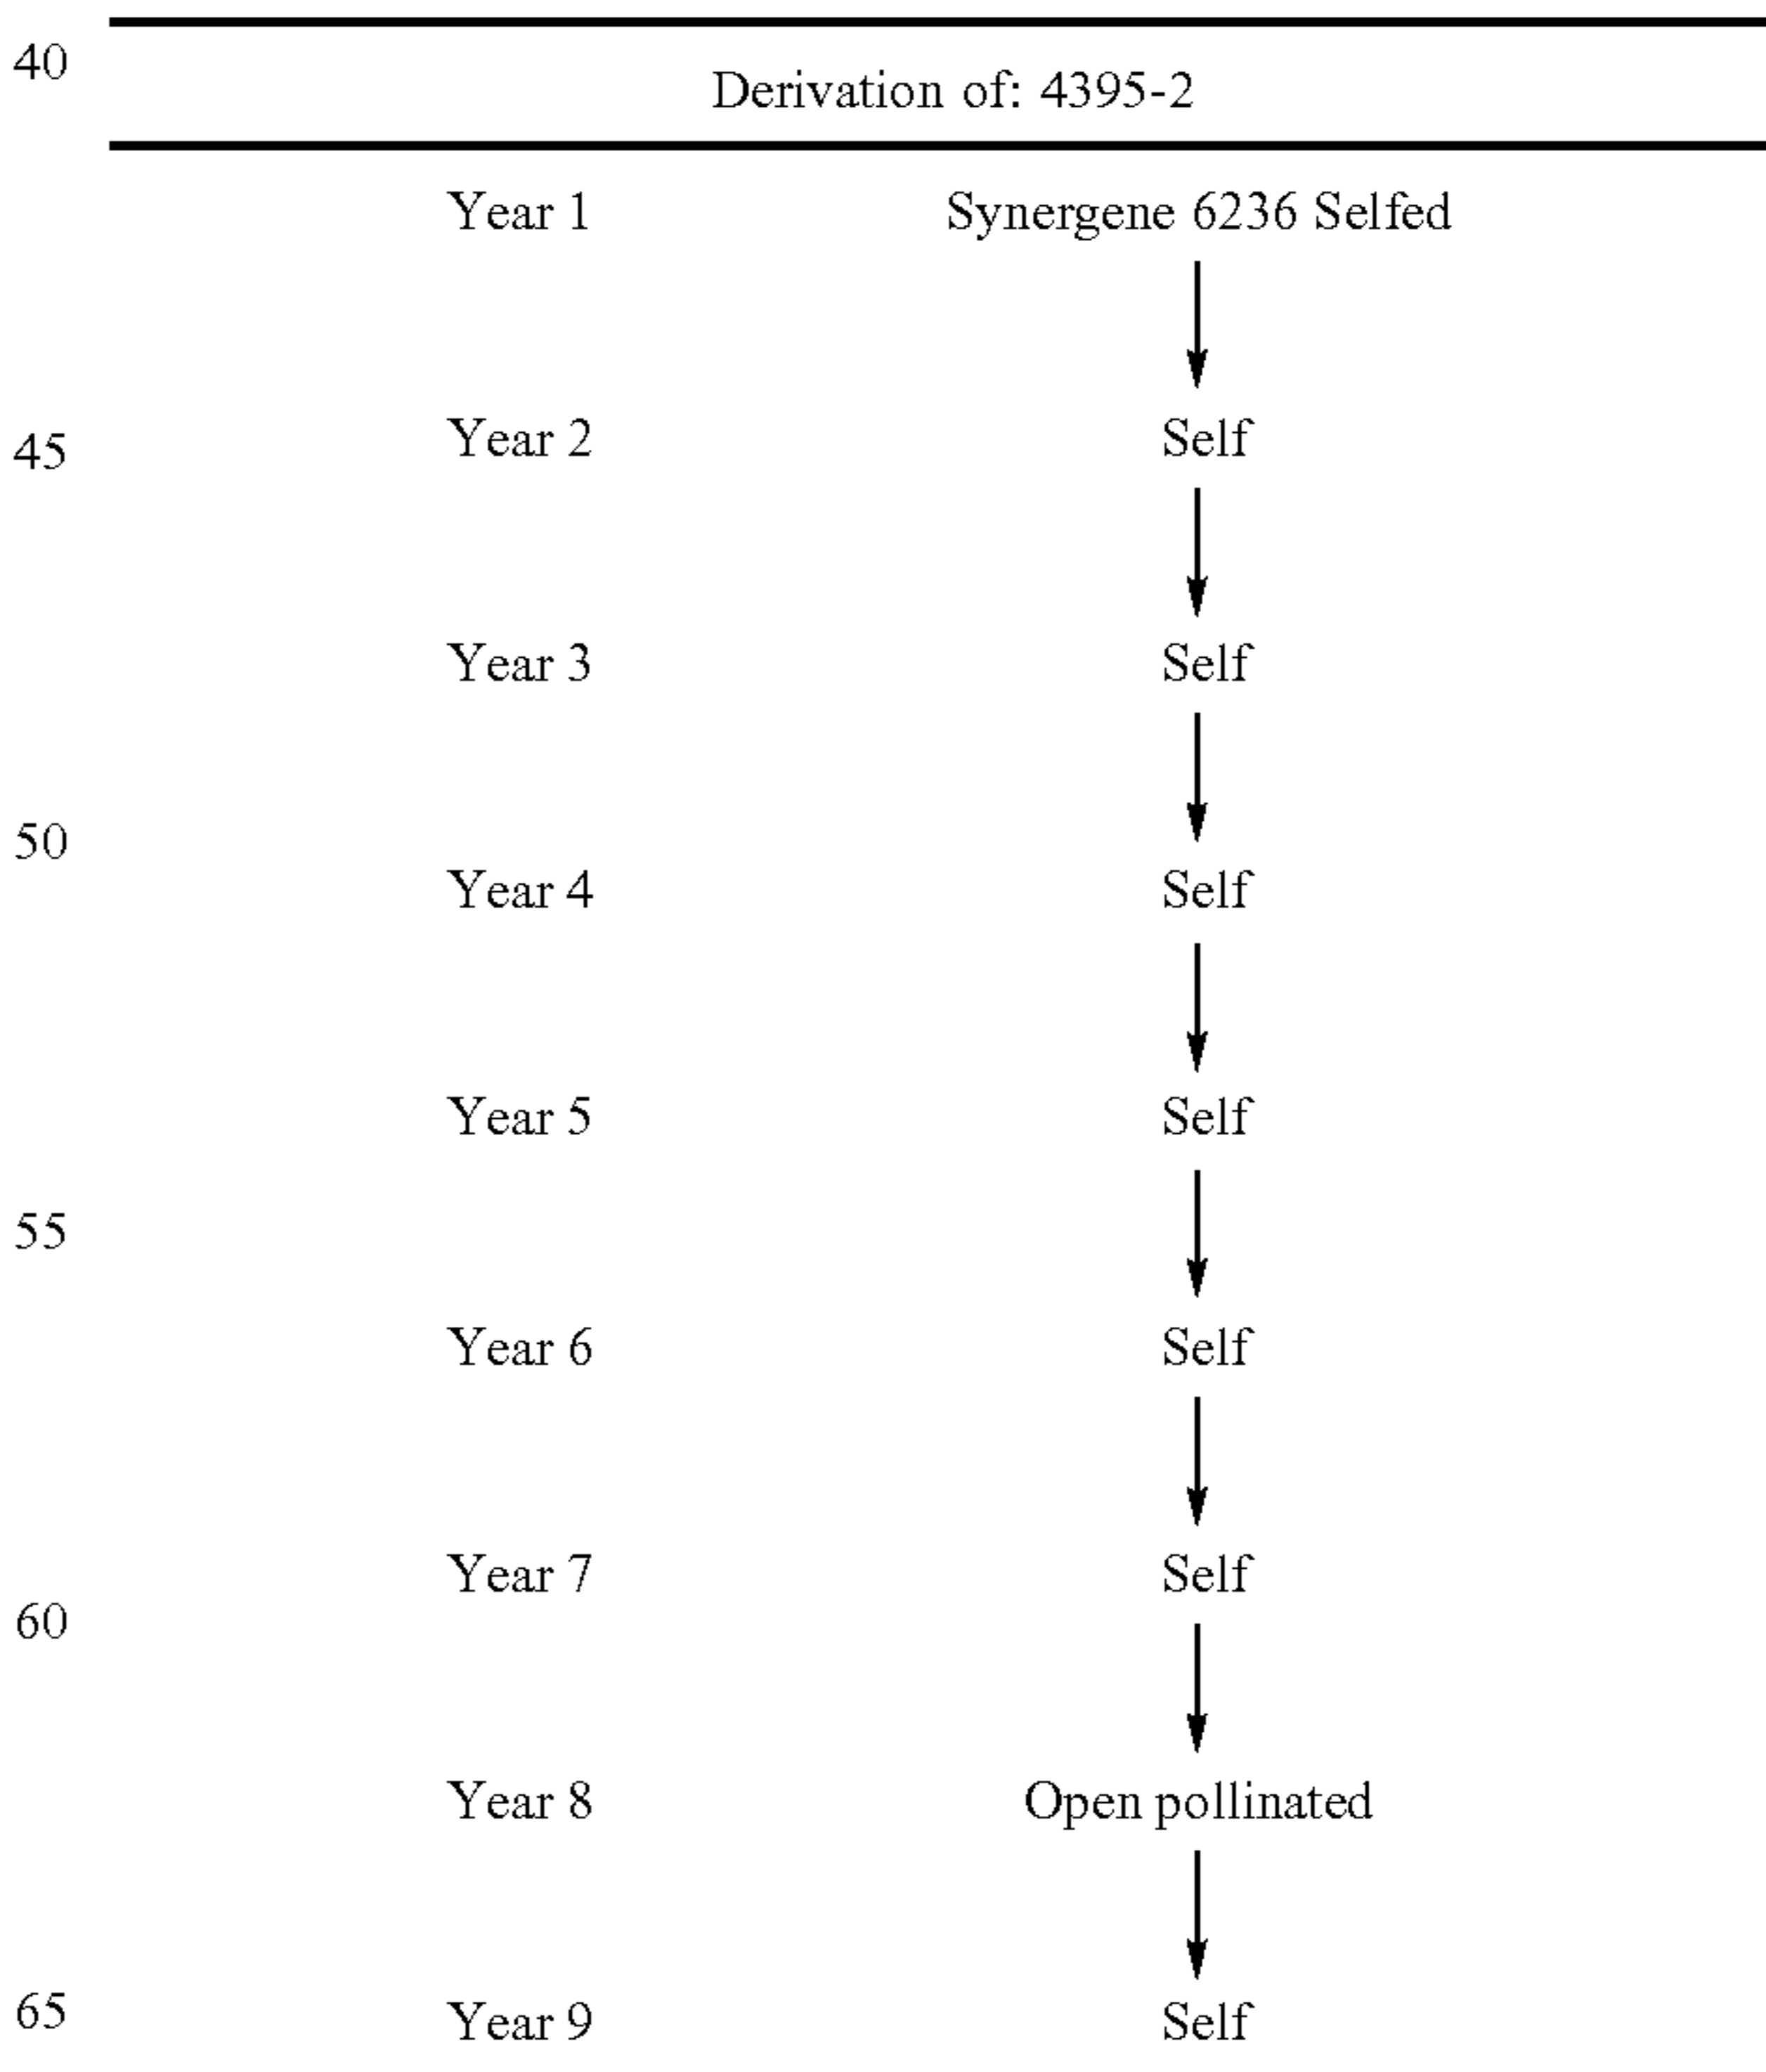 40
Derivation of: 4395-2
Year 1 Synergene 6236 Selfed
45 Year 2 Self
Year 3 Self
50
Year 4 Self
Year 5 Self
55
Year 6 Self
Year 7 Self
60
Year 8 Open pollinated
65 Year 9 Self